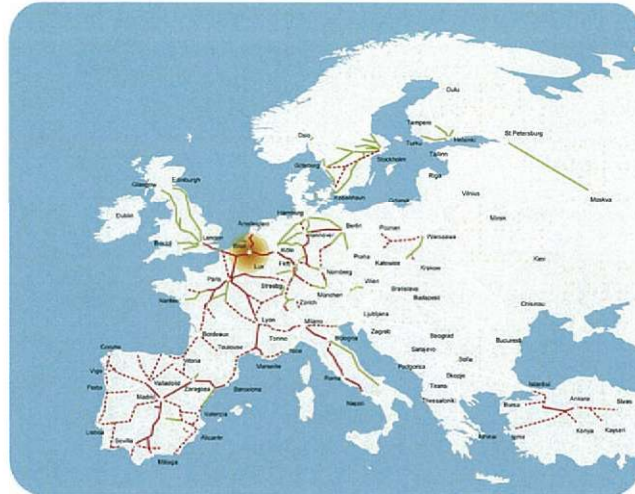 Oulu
Tampere
Oslo
Turku
Helsinki
St Petersburg
Stockholm
Tallinn
Göteborg
Riga
Moskva
Edinburgh
Glasgow
København
Gdansk
Vilnius
Dublin
Hamburg
Minsk
Amsterdam
Berlin
Poznan
Bristol
London
Hannover
Warszawa
Köln
Praha
Katowice
Kiev
Lux
Krakow
Paris
Nürnberg
Strasbg
Wien
Bratislava
München
Nantes
Budapest
Zürich
Chisinau
Lyon
Milano
Ljubljana
Zagreb
Bordeaux
Torino
Bologna
Beograd
Bucuresti
Toulouse
Nice
Sarajevo
Vitoria
Marseille
Sofia
Coruña
Podgorica
Skopje
Vigo
Valladolid
Roma
Istanbul
Zaragoza
Barcelona
Tirana
Porto
Napoli
Thessaloniki
Bursa
Ankara
Sivas
Madrid
Valencia
Lisboa
Konya
Kayseri
Alicante
Athina
Izmir
Sevilla
Málaga